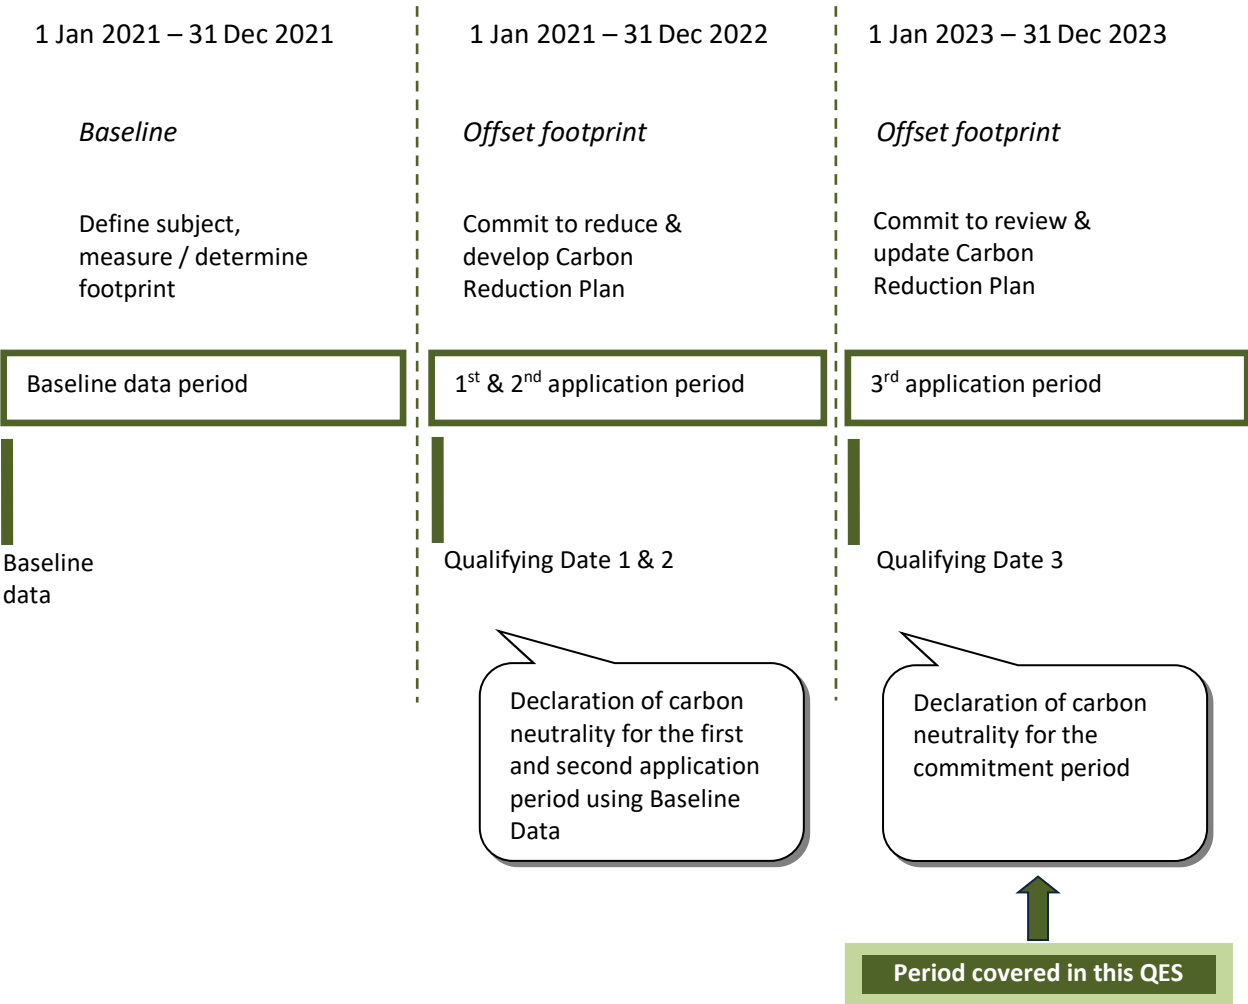 1 Jan 2021 – 31 Dec 2021
Baseline
Define subject,
measure / determine
footprint
Baseline data period
Baseline
data
1 Jan 2021 – 31 Dec 2022
Offset footprint
Commit to reduce &
develop Carbon
Reduction Plan
1st & 2nd application period
Qualifying Date 1 & 2
Declaration of carbon
neutrality for the first
and second application
period using Baseline
Data
1 Jan 2023 – 31 Dec 2023
Offset footprint
Commit to review &
update Carbon
Reduction Plan
3rd application period
Qualifying Date 3
Declaration of carbon
neutrality for the
commitment period
Period covered in this QES